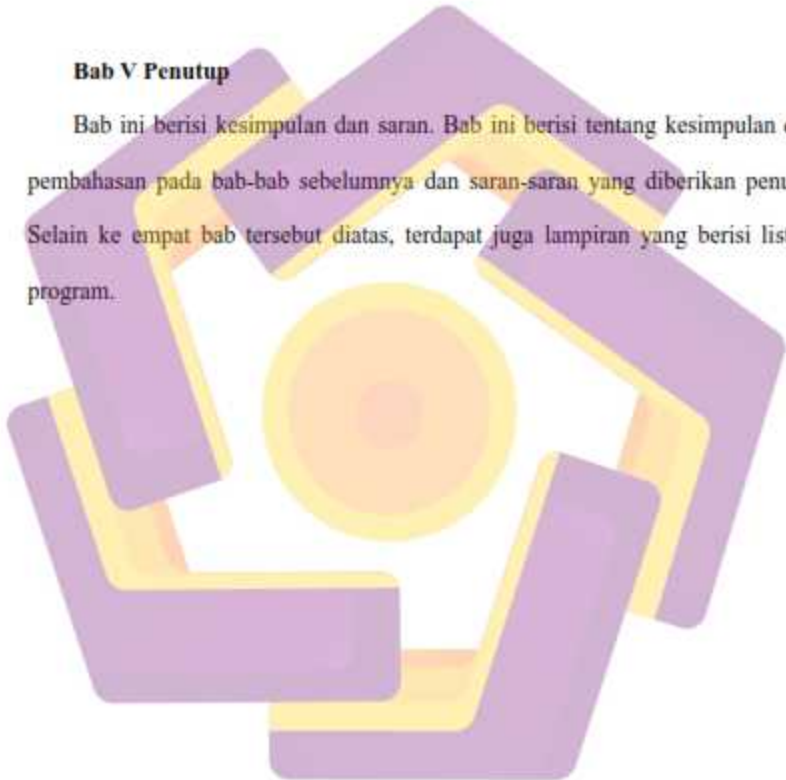 Bab V Penutup
Bab ini berisi kesimpulan dan saran. Bab ini berisi tentang kesimpulan
pembahasan pada bab-bab sebelumnya dan saran-saran yang diberikan
Selain ke empat bab tersebut diatas, terdapat juga lampiran yang berisi
program.